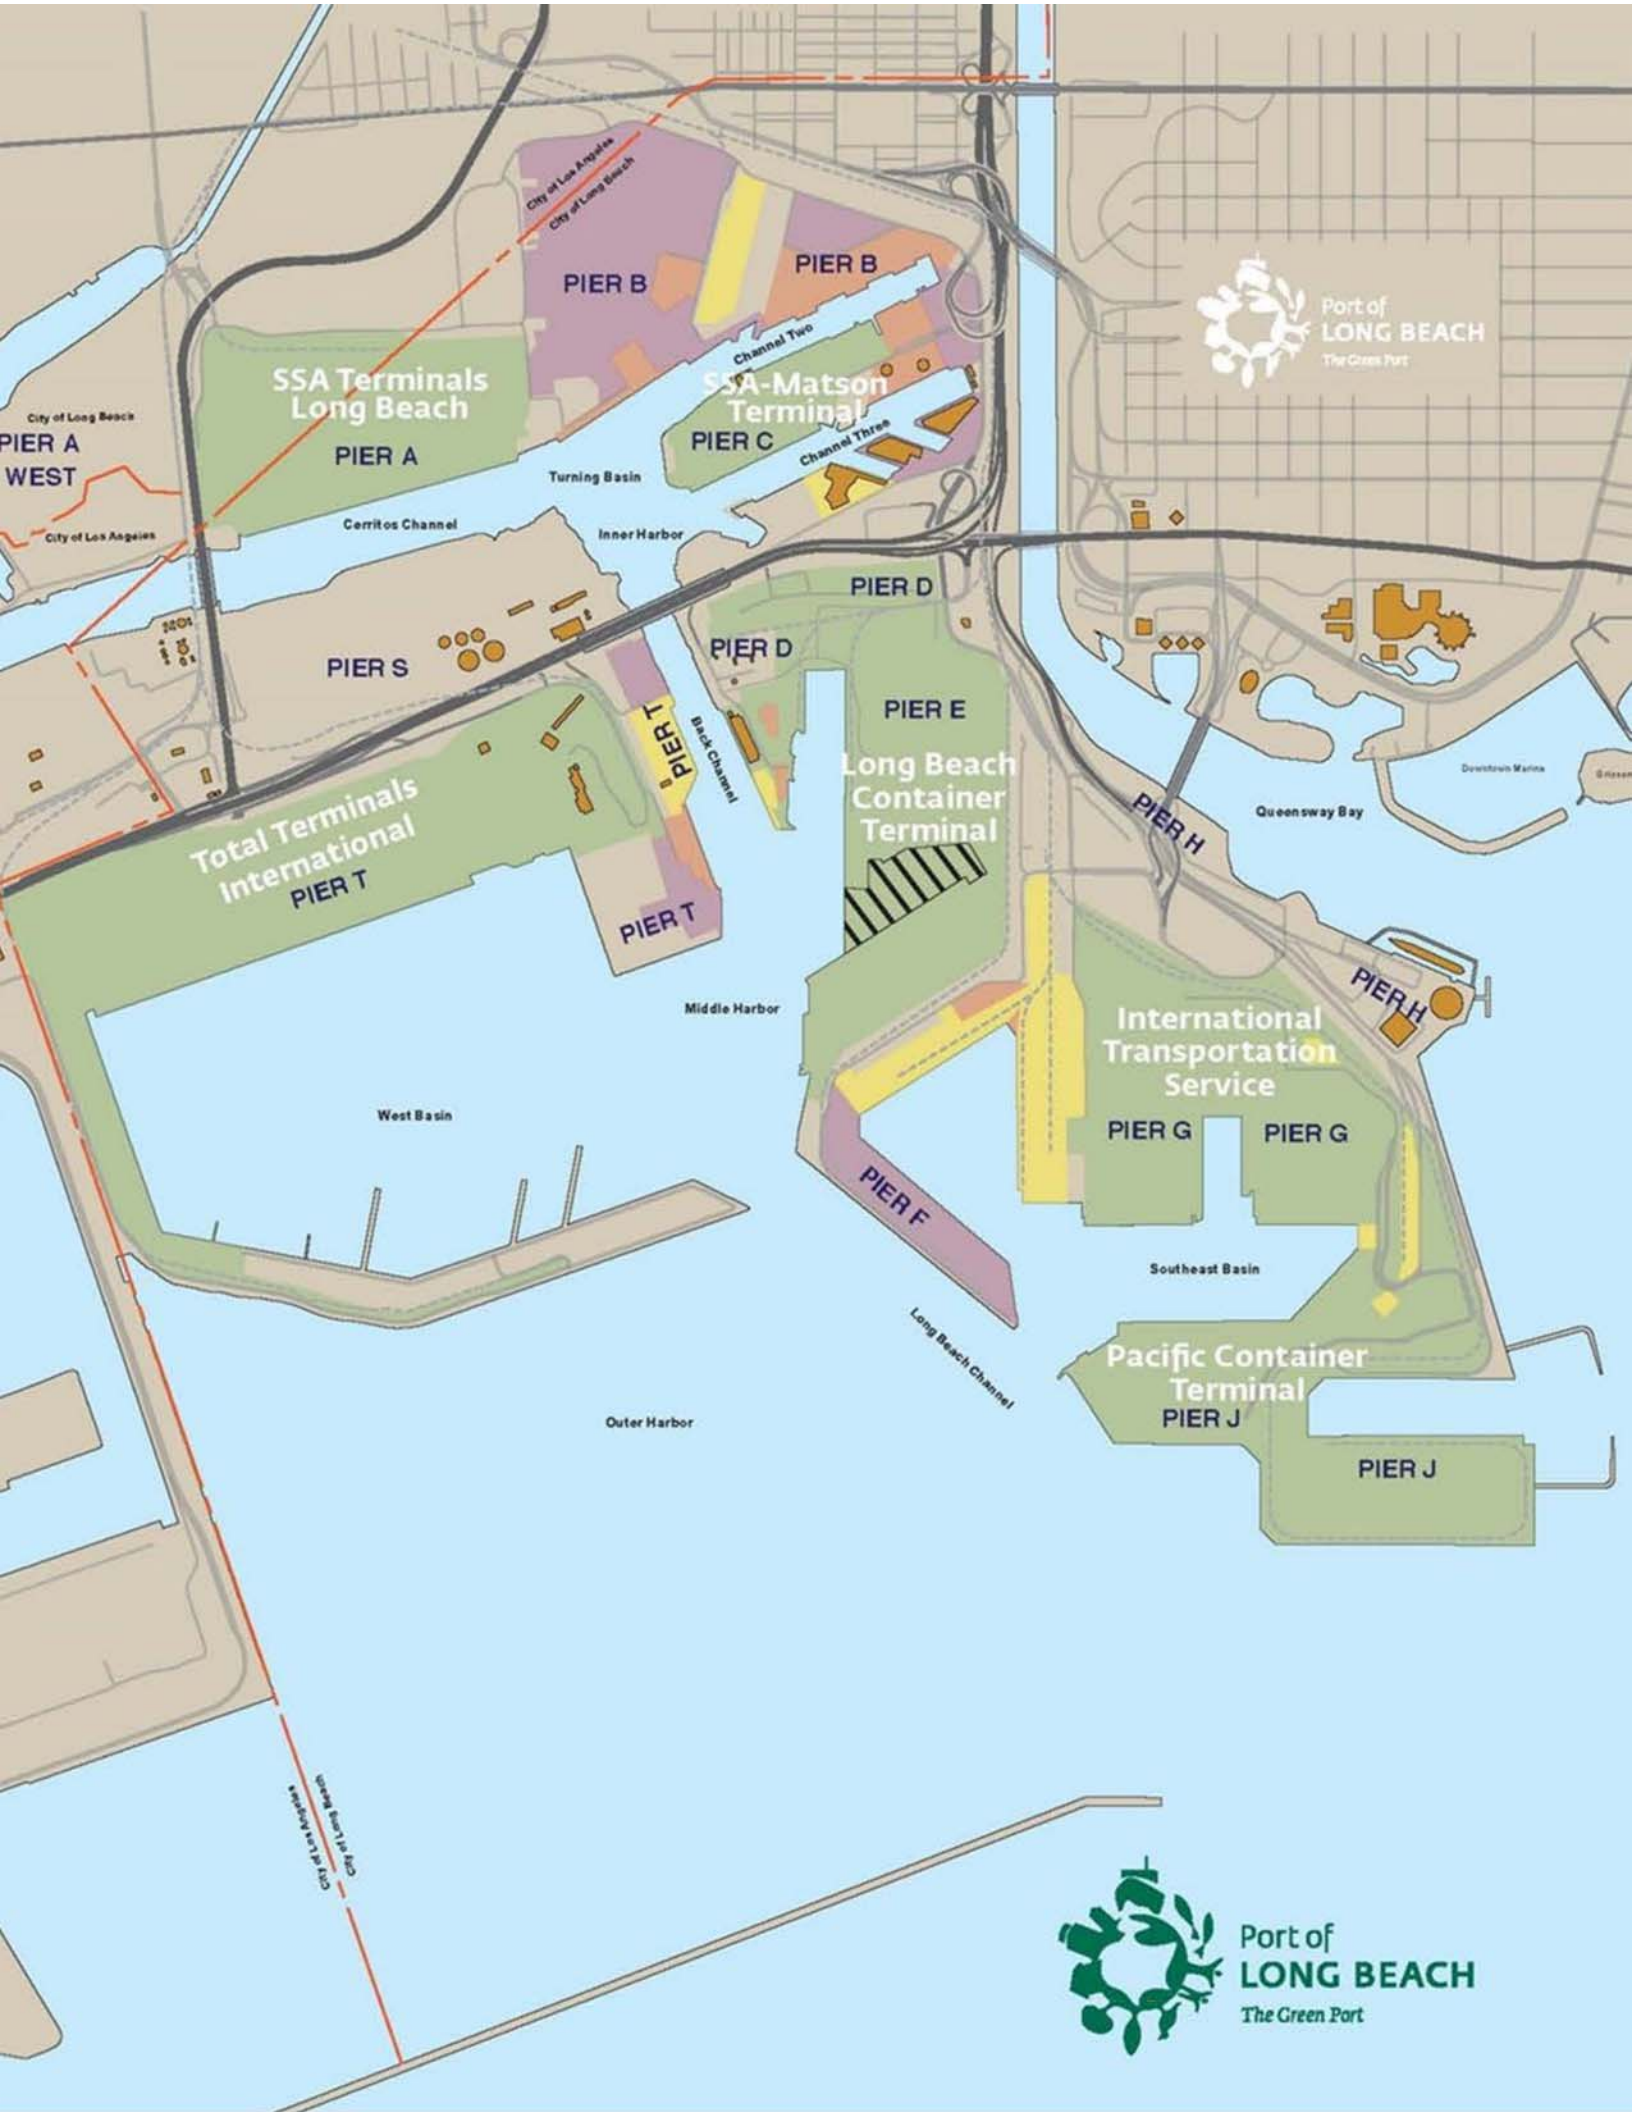 City of Los Angeles
City of Long Beach
PIER B
PIER B
Channel Two
Port of
LONG BEACH
The Green Port
SSA Terminals
Long Beach
PIER A
SSA-Matson
Terminal
PIER C
Channel Three
City of Long Beach
PIER A
WEST
City of Los Angeles
Turning Basin
Cerritos Channel
Inner Harbor
PIER D
PIER D
PIER S
PIER E
PIER T
Back Channel
Long Beach
Container
Terminal
Downtown Marina
Queensway Bay
PIER H
Total Terminals
International
PIER T
PIER T
PIER H
Middle Harbor
International
Transportation
Service
West Basin
PIER G
PIER G
PIER F
Southeast Basin
Long Beach Channel
Pacific Container
Terminal
PIER J
PIER J
Outer Harbor
City of Los Angeles
City of Long Beach
Port of
LONG BEACH
The Green Port